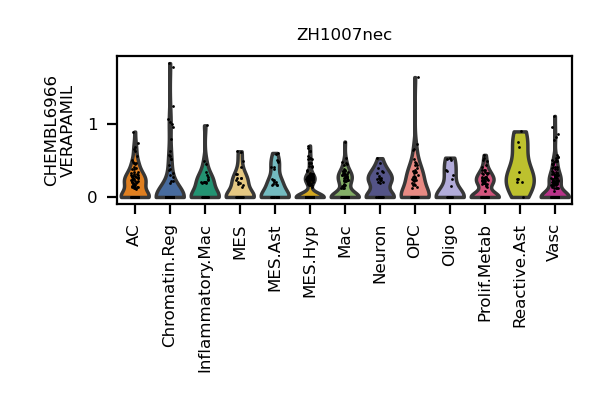 ZH1007nec
CHEMBL6966
VERAPAMIL
1
0
AC
Chromatin.Reg
Inflammatory.Mac
MES
MES.Ast
MES.Hyp
Mac
Neuron
OPC
Oligo
Prolif.Metab
Reactive.Ast
Vasc